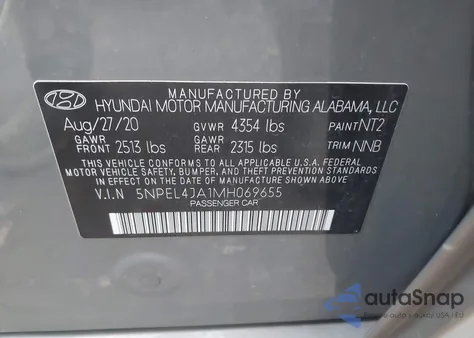 MANUFACTURED BY
HYUNDAI MOTOR MANUFACTURING ALABAMA, LLC
Aug/27/20 GVWR 4354 lbs PAINT NT2
GAWR FRONT 2513 lbs GAWR REAR 2315 lbs TRIM NNB
THIS VEHICLE CONFORMS TO ALL APPLICABLE U.S.A. FEDERAL
MOTOR VEHICLE SAFETY, BUMPER, AND THEFT PREVENTION STANDARDS
IN EFFECT ON THE DATE OF MANUFACTURE SHOWN ABOVE.
V.I.N 5NPEL4JA1MH069655
PASSENGER CAR
autaSnap